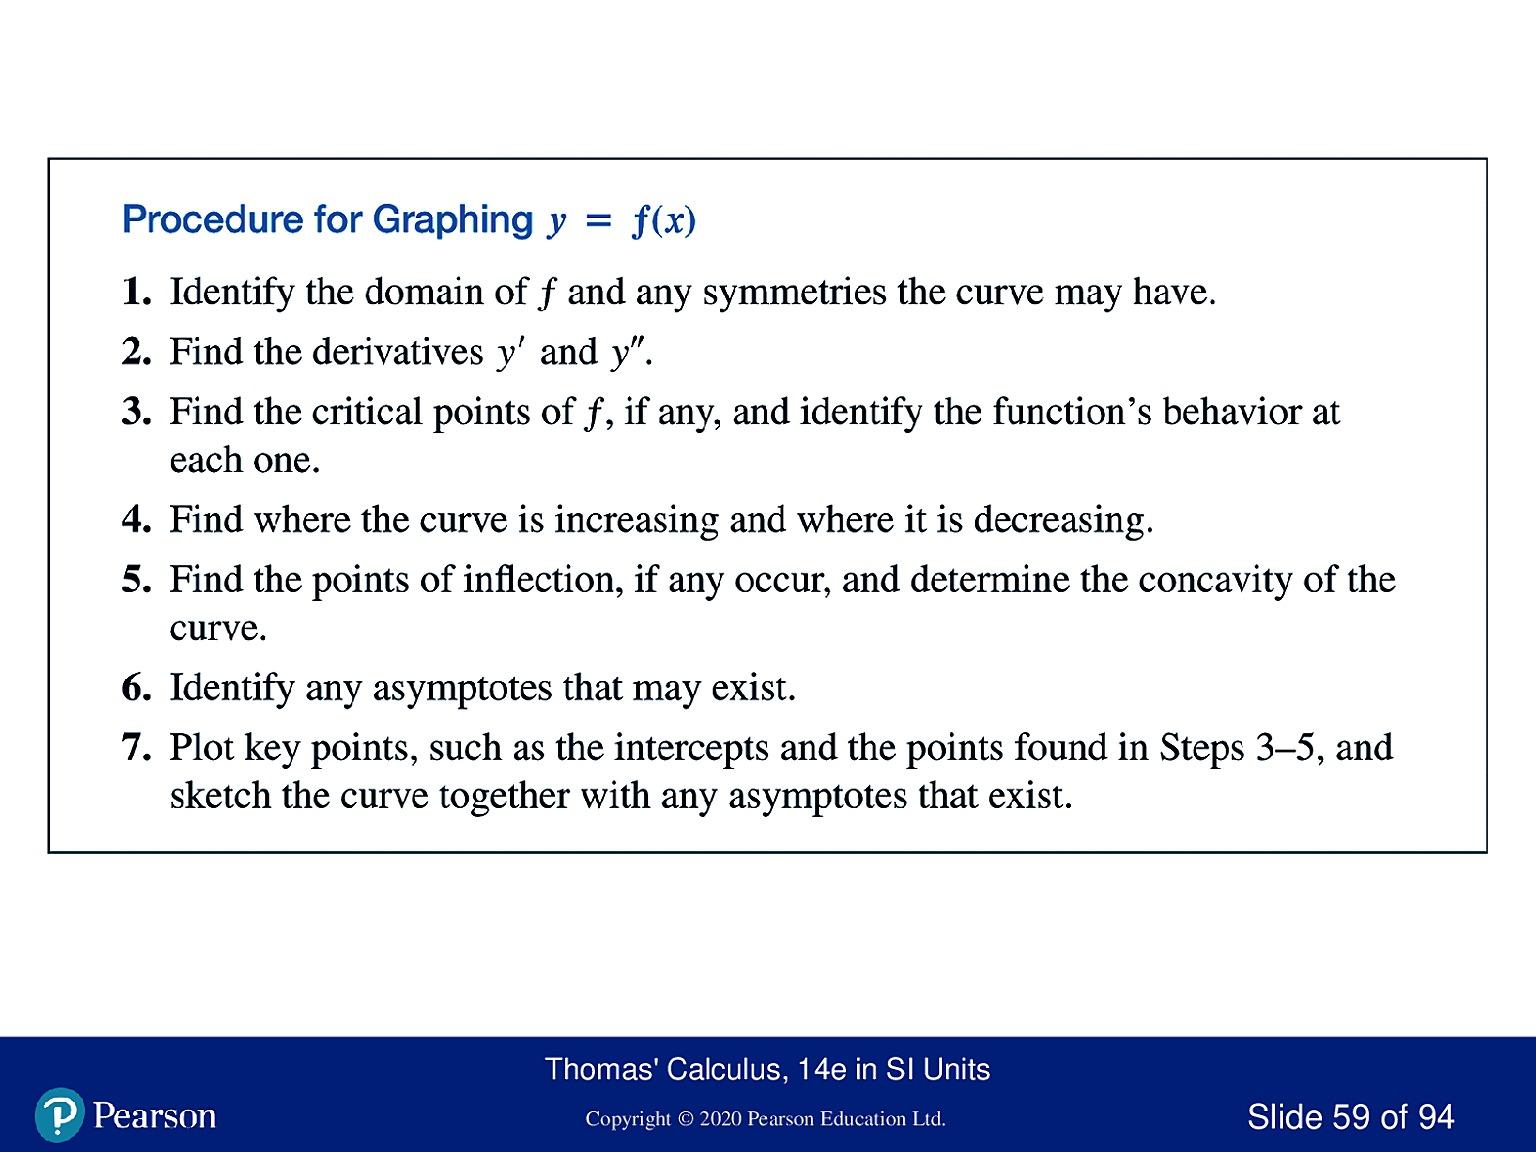 Procedure for Graphing y = f(x)
1. Identify the domain of f and any symmetries the curve may have.
2. Find the derivatives y′ and y″.
3. Find the critical points of f, if any, and identify the function’s behavior at
each one.
4. Find where the curve is increasing and where it is decreasing.
5. Find the points of inflection, if any occur, and determine the concavity of the
curve.
6. Identify any asymptotes that may exist.
7. Plot key points, such as the intercepts and the points found in Steps 3–5, and
sketch the curve together with any asymptotes that exist.
Thomas' Calculus, 14e in SI Units
Pearson
Copyright © 2020 Pearson Education Ltd.
Slide 59 of 94